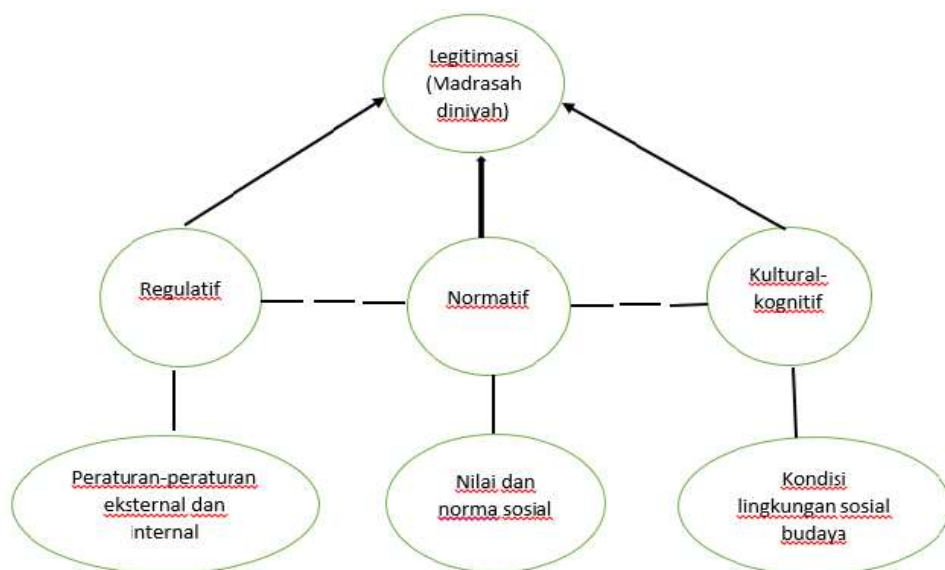 Legitimasi
(Madrasah
diniyah)
Regulatif
Normatif
Kultural-
kognitif
Peraturan-peraturan
eksternal dan
internal
Nilai dan
norma sosial
Kondisi
lingkungan sosial
budaya